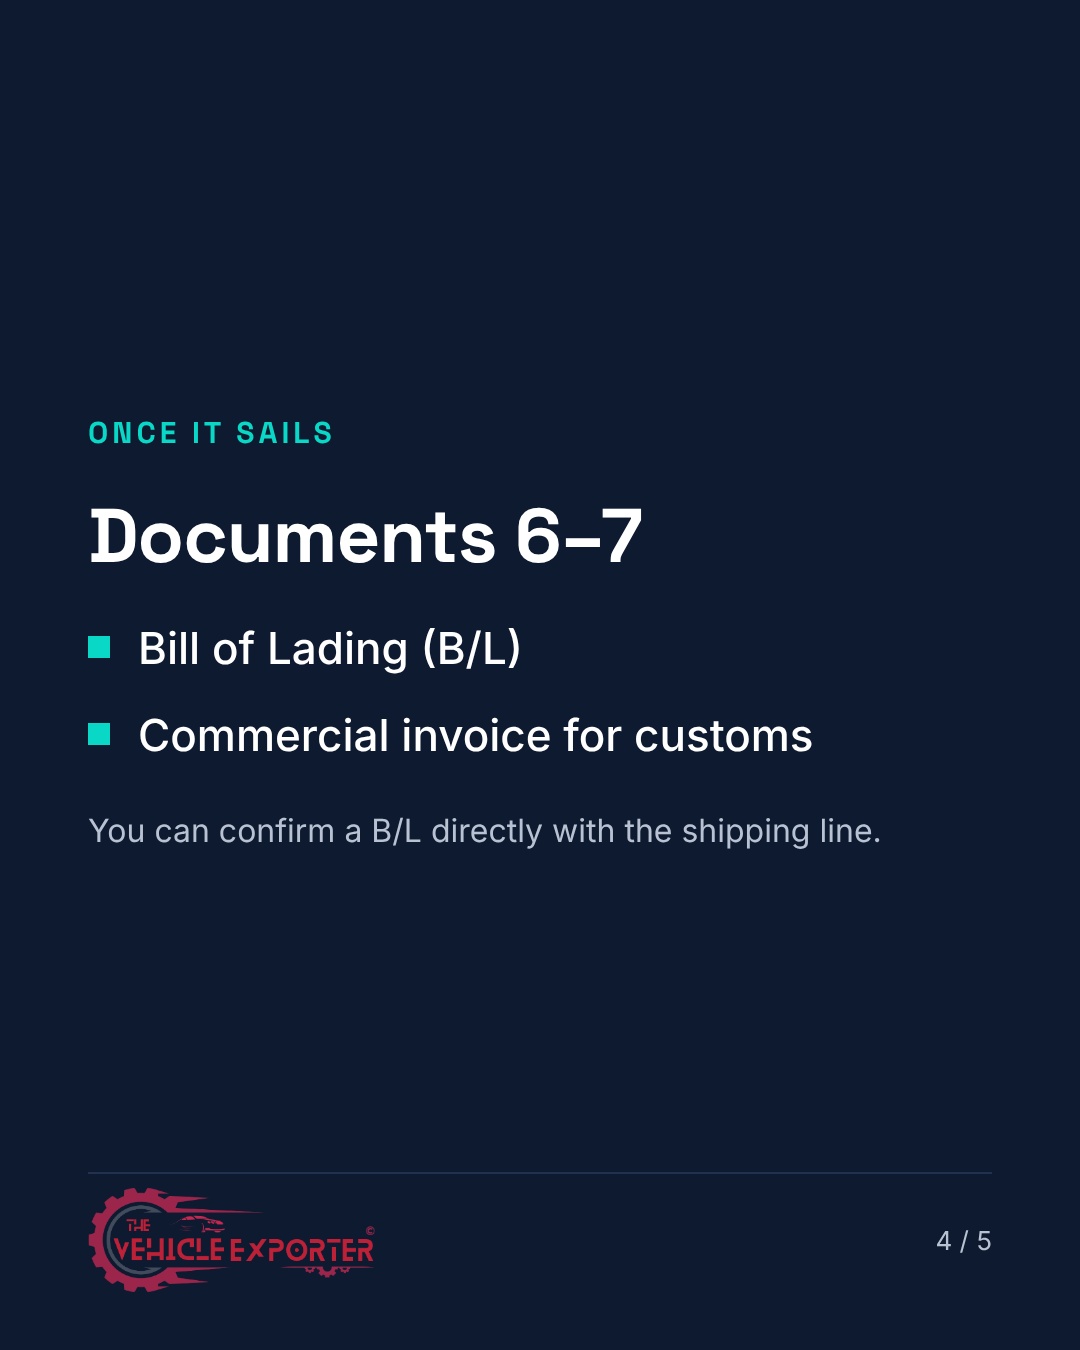 ONCE IT SAILS
Documents 6–7
Bill of Lading (B/L)
Commercial invoice for customs
You can confirm a B/L directly with the shipping line.
THE
VEHICLE EXPORTER
©
4 / 5